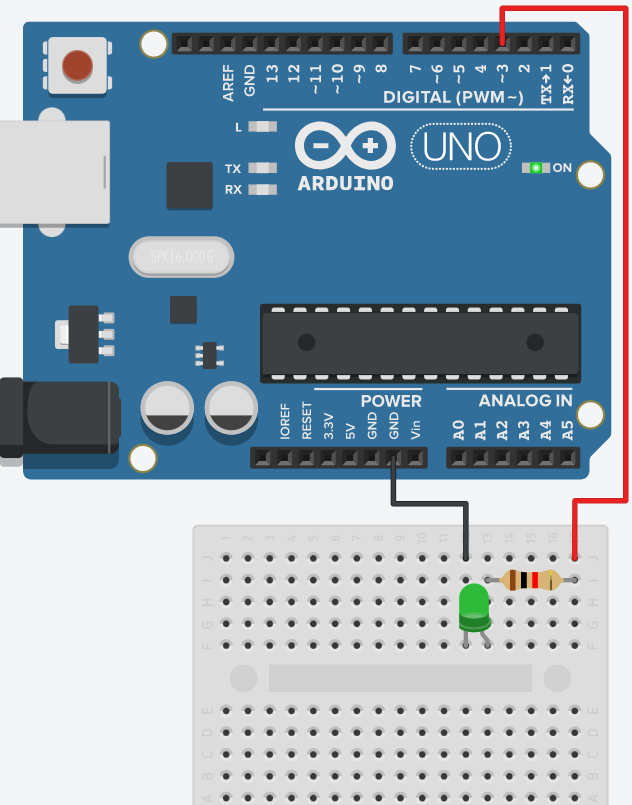 AREF
GND
13
12
~11
~10
~9
8
7
~6
~5
4
~3
2
TX→1
RX←0
DIGITAL (PWM~)
L
TX
RX
ARDUINO
UNO
ON
SPK16.000G
POWER
ANALOG IN
IOREF
RESET
3.3V
5V
GND
GND
Vin
A0
A1
A2
A3
A4
A5
1 2 3 4 5 6 7 8 9 10 11 13 14 15 16
J J
I I
H H
G G
F F
E E
D D
C C
B B
A A